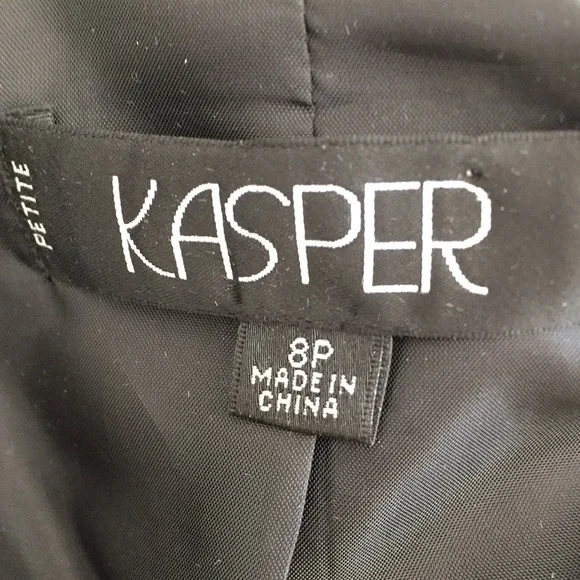 PETITE
KASPER
8P
MADE IN
CHINA